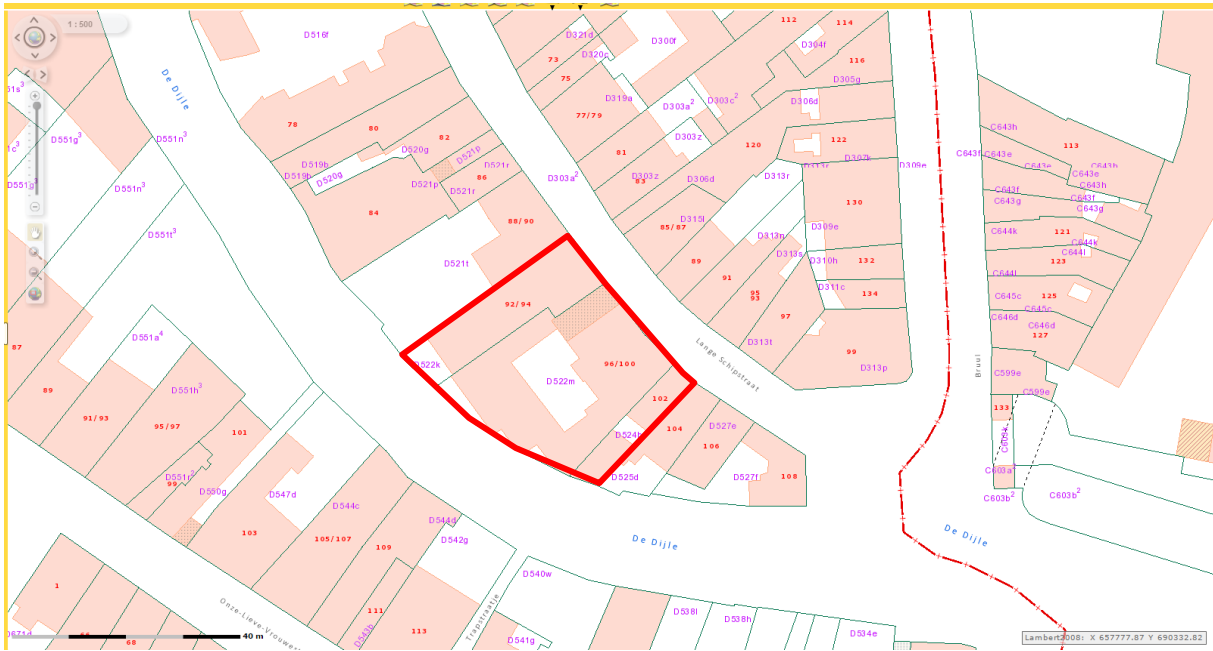 1 : 500
D516f
D321d
D320c
D300f
112
114
D304f
116
D305g
73
75
D319a
D303a²
D303c²
D306d
77/79
D303z
De Dijle
78
80
82
D520g
D521p
D521r
86
D519b
D519b
D520g
D521p
D521r
84
88/90
D303a²
81
D303z
83
D306d
D315l
85/87
120
122
D307k
D309e
D313r
130
D309e
D313n
D313s
D310h
132
D311c
134
89
91
95
93
97
D313t
99
D313p
C643h
113
C643f
C643e
C643e
C643h
C643e
C643h
C643f
C643g
C643f
C643g
C644k
121
C644k
C644l
123
C644l
C645c
125
C645c
C646d
C646d
127
C599e
C599e
133
C603k
C603a²
C603b²
C603b²
Bruul
D551g³
D551n³
D551n³
D551g³
D551t³
D551a⁴
87
89
91/93
D551h³
95/97
101
D551r²
99
D550g
D547d
103
D544c
105/107
109
D544d
D542g
D521t
92/94
D522k
D522m
96/100
102
D524b
104
D527e
106
D525d
D527f
108
Lange Schipstraat
De Dijle
De Dijle
1
66
68
D671d
Onze-Lieve-Vrouwest
111
D543b
113
Trapstraatje
D540w
D541g
D538l
D538h
D534e
40 m
Lambert2008: X 657777.87 Y 690332.82